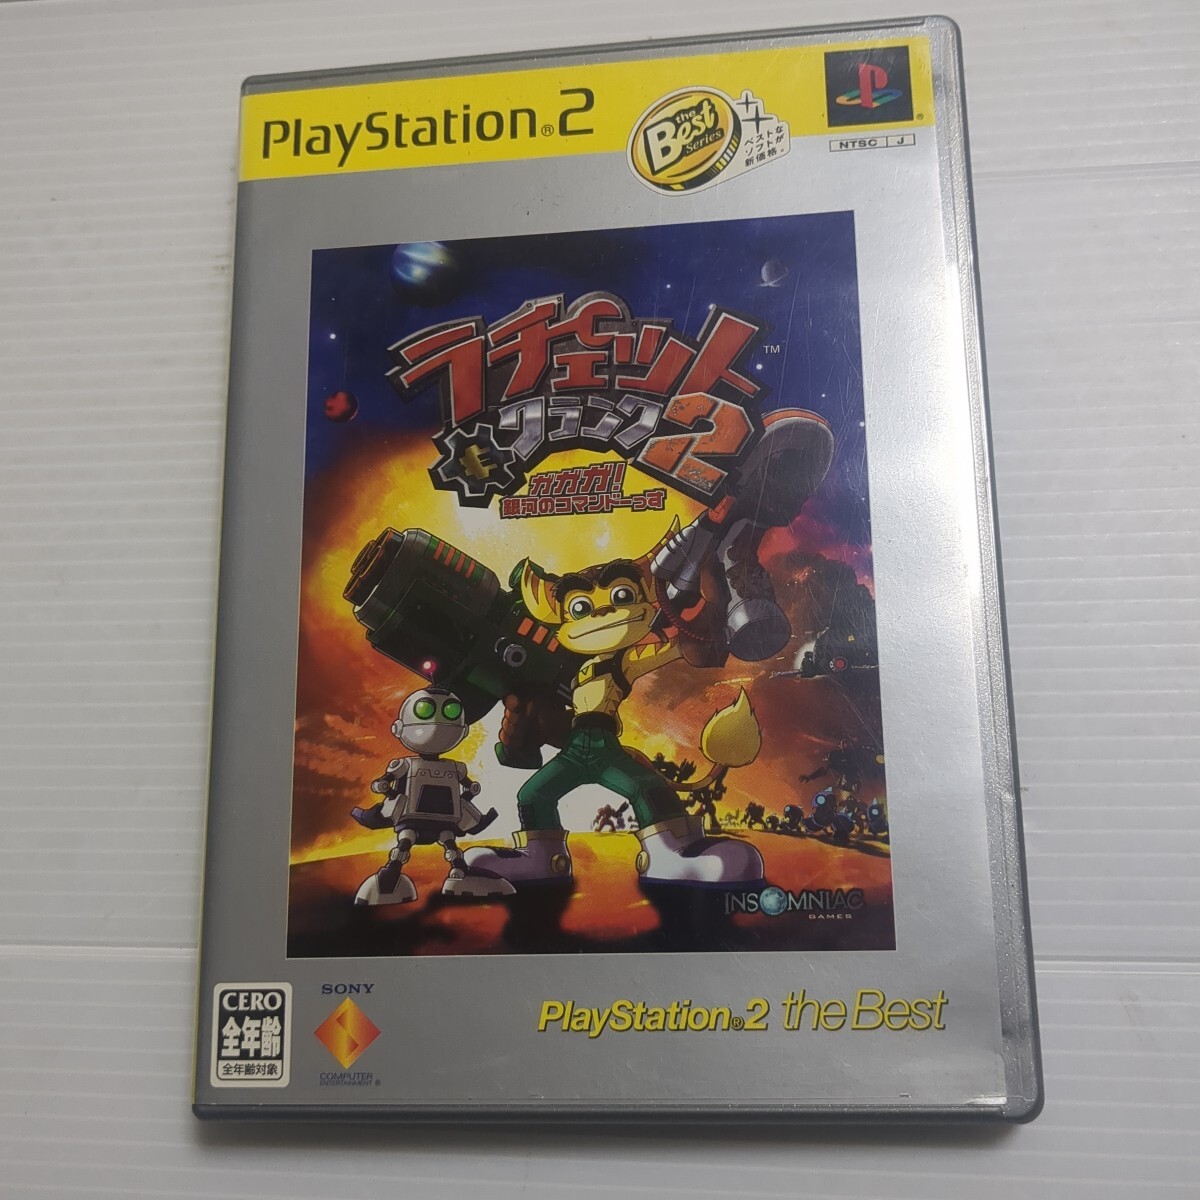 PlayStation®2
the Best Series
ベストな
ソフトが
新価格。
®
NTSC J
ラチェット
& クランク2
TM
ガガガ!
銀河のコマンドーっす
INSOMNIAC
GAMES
CERO
全年齢
全年齢対象
SONY
COMPUTER
ENTERTAINMENT ®
PlayStation®2 the Best